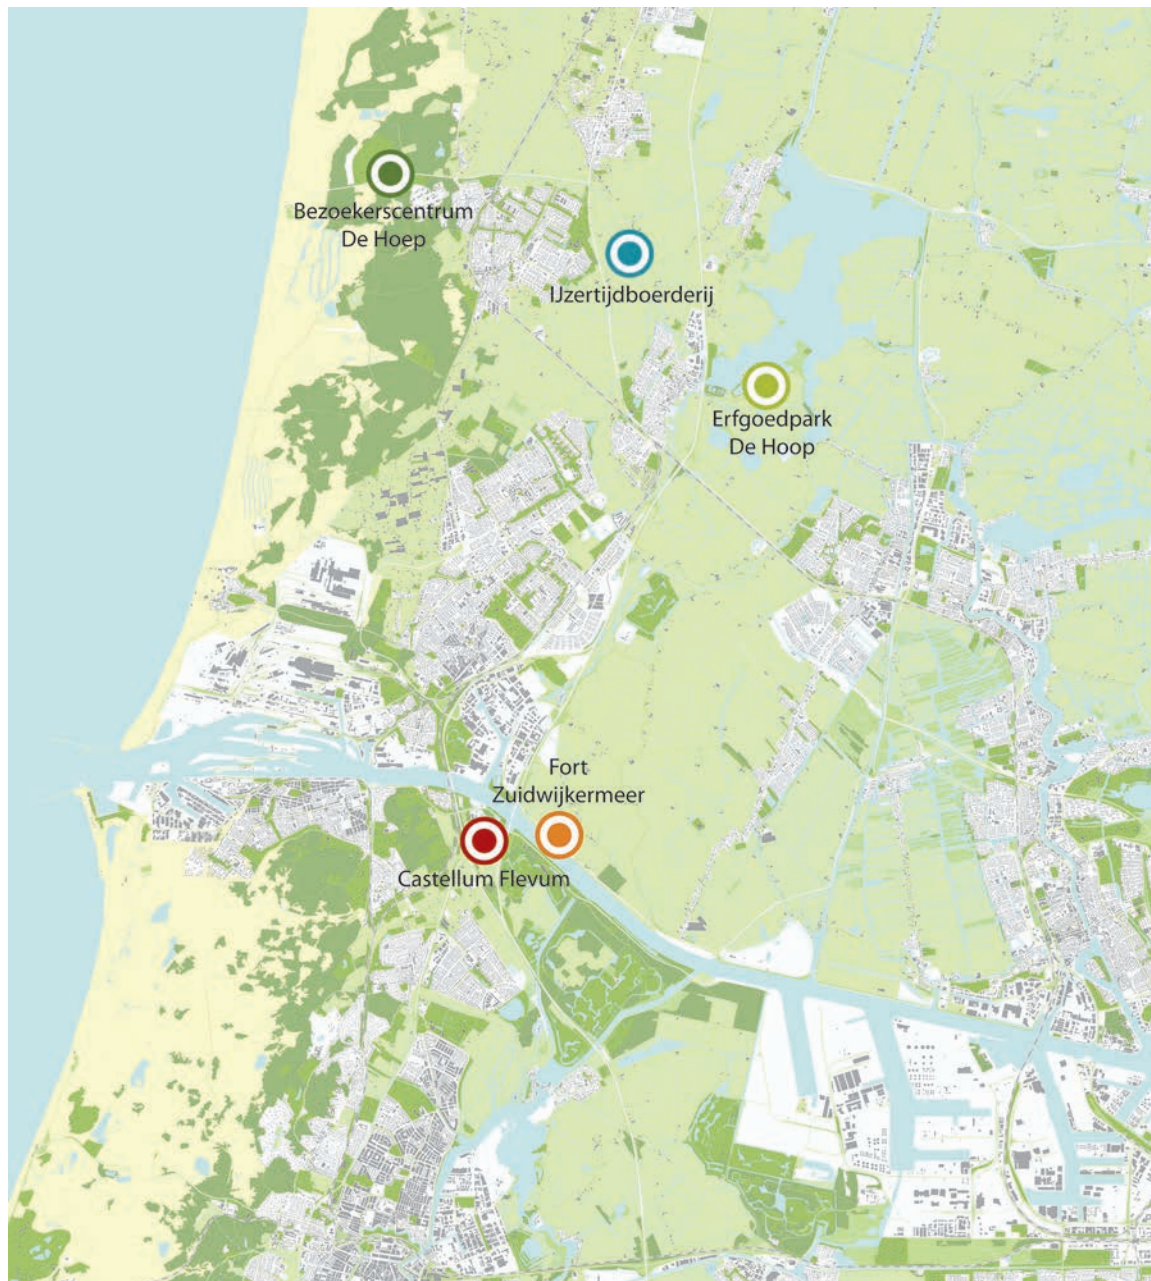 Bezoekerscentrum
De Hoep
IJzertijdboerderij
Erfgoedpark
De Hoop
Fort
Zuidwijkermeer
Castellum Flevum